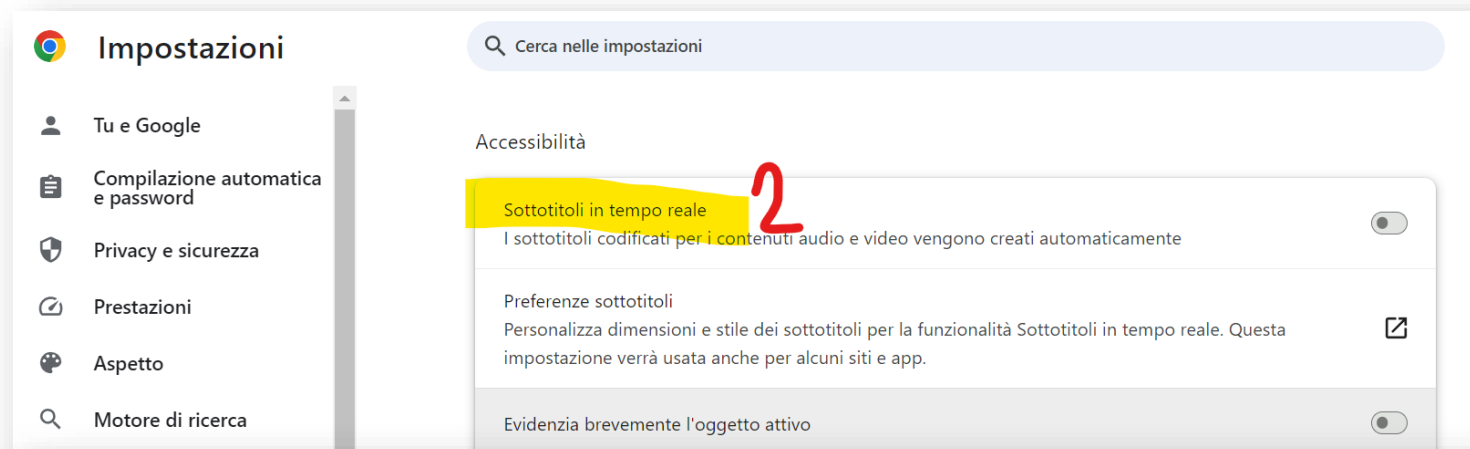 Impostazioni
Cerca nelle impostazioni
Tu e Google
Compilazione automatica
e password
Privacy e sicurezza
Prestazioni
Aspetto
Motore di ricerca
Accessibilità
Sottotitoli in tempo reale
2
I sottotitoli codificati per i contenuti audio e video vengono creati automaticamente
Preferenze sottotitoli
Personalizza dimensioni e stile dei sottotitoli per la funzionalità Sottotitoli in tempo reale. Questa
impostazione verrà usata anche per alcuni siti e app.
Evidenzia brevemente l'oggetto attivo